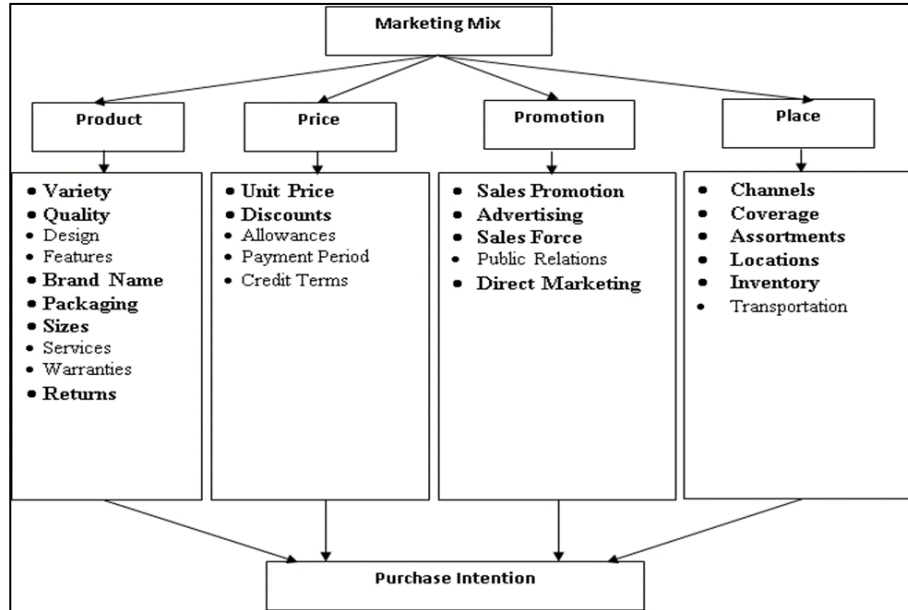 Marketing Mix
Product
Price
Promotion
Place
• Variety
• Quality
• Design
• Features
• Brand Name
• Packaging
• Sizes
• Services
• Warranties
• Returns
• Unit Price
• Discounts
• Allowances
• Payment Period
• Credit Terms
• Sales Promotion
• Advertising
• Sales Force
• Public Relations
• Direct Marketing
• Channels
• Coverage
• Assortments
• Locations
• Inventory
• Transportation
Purchase Intention